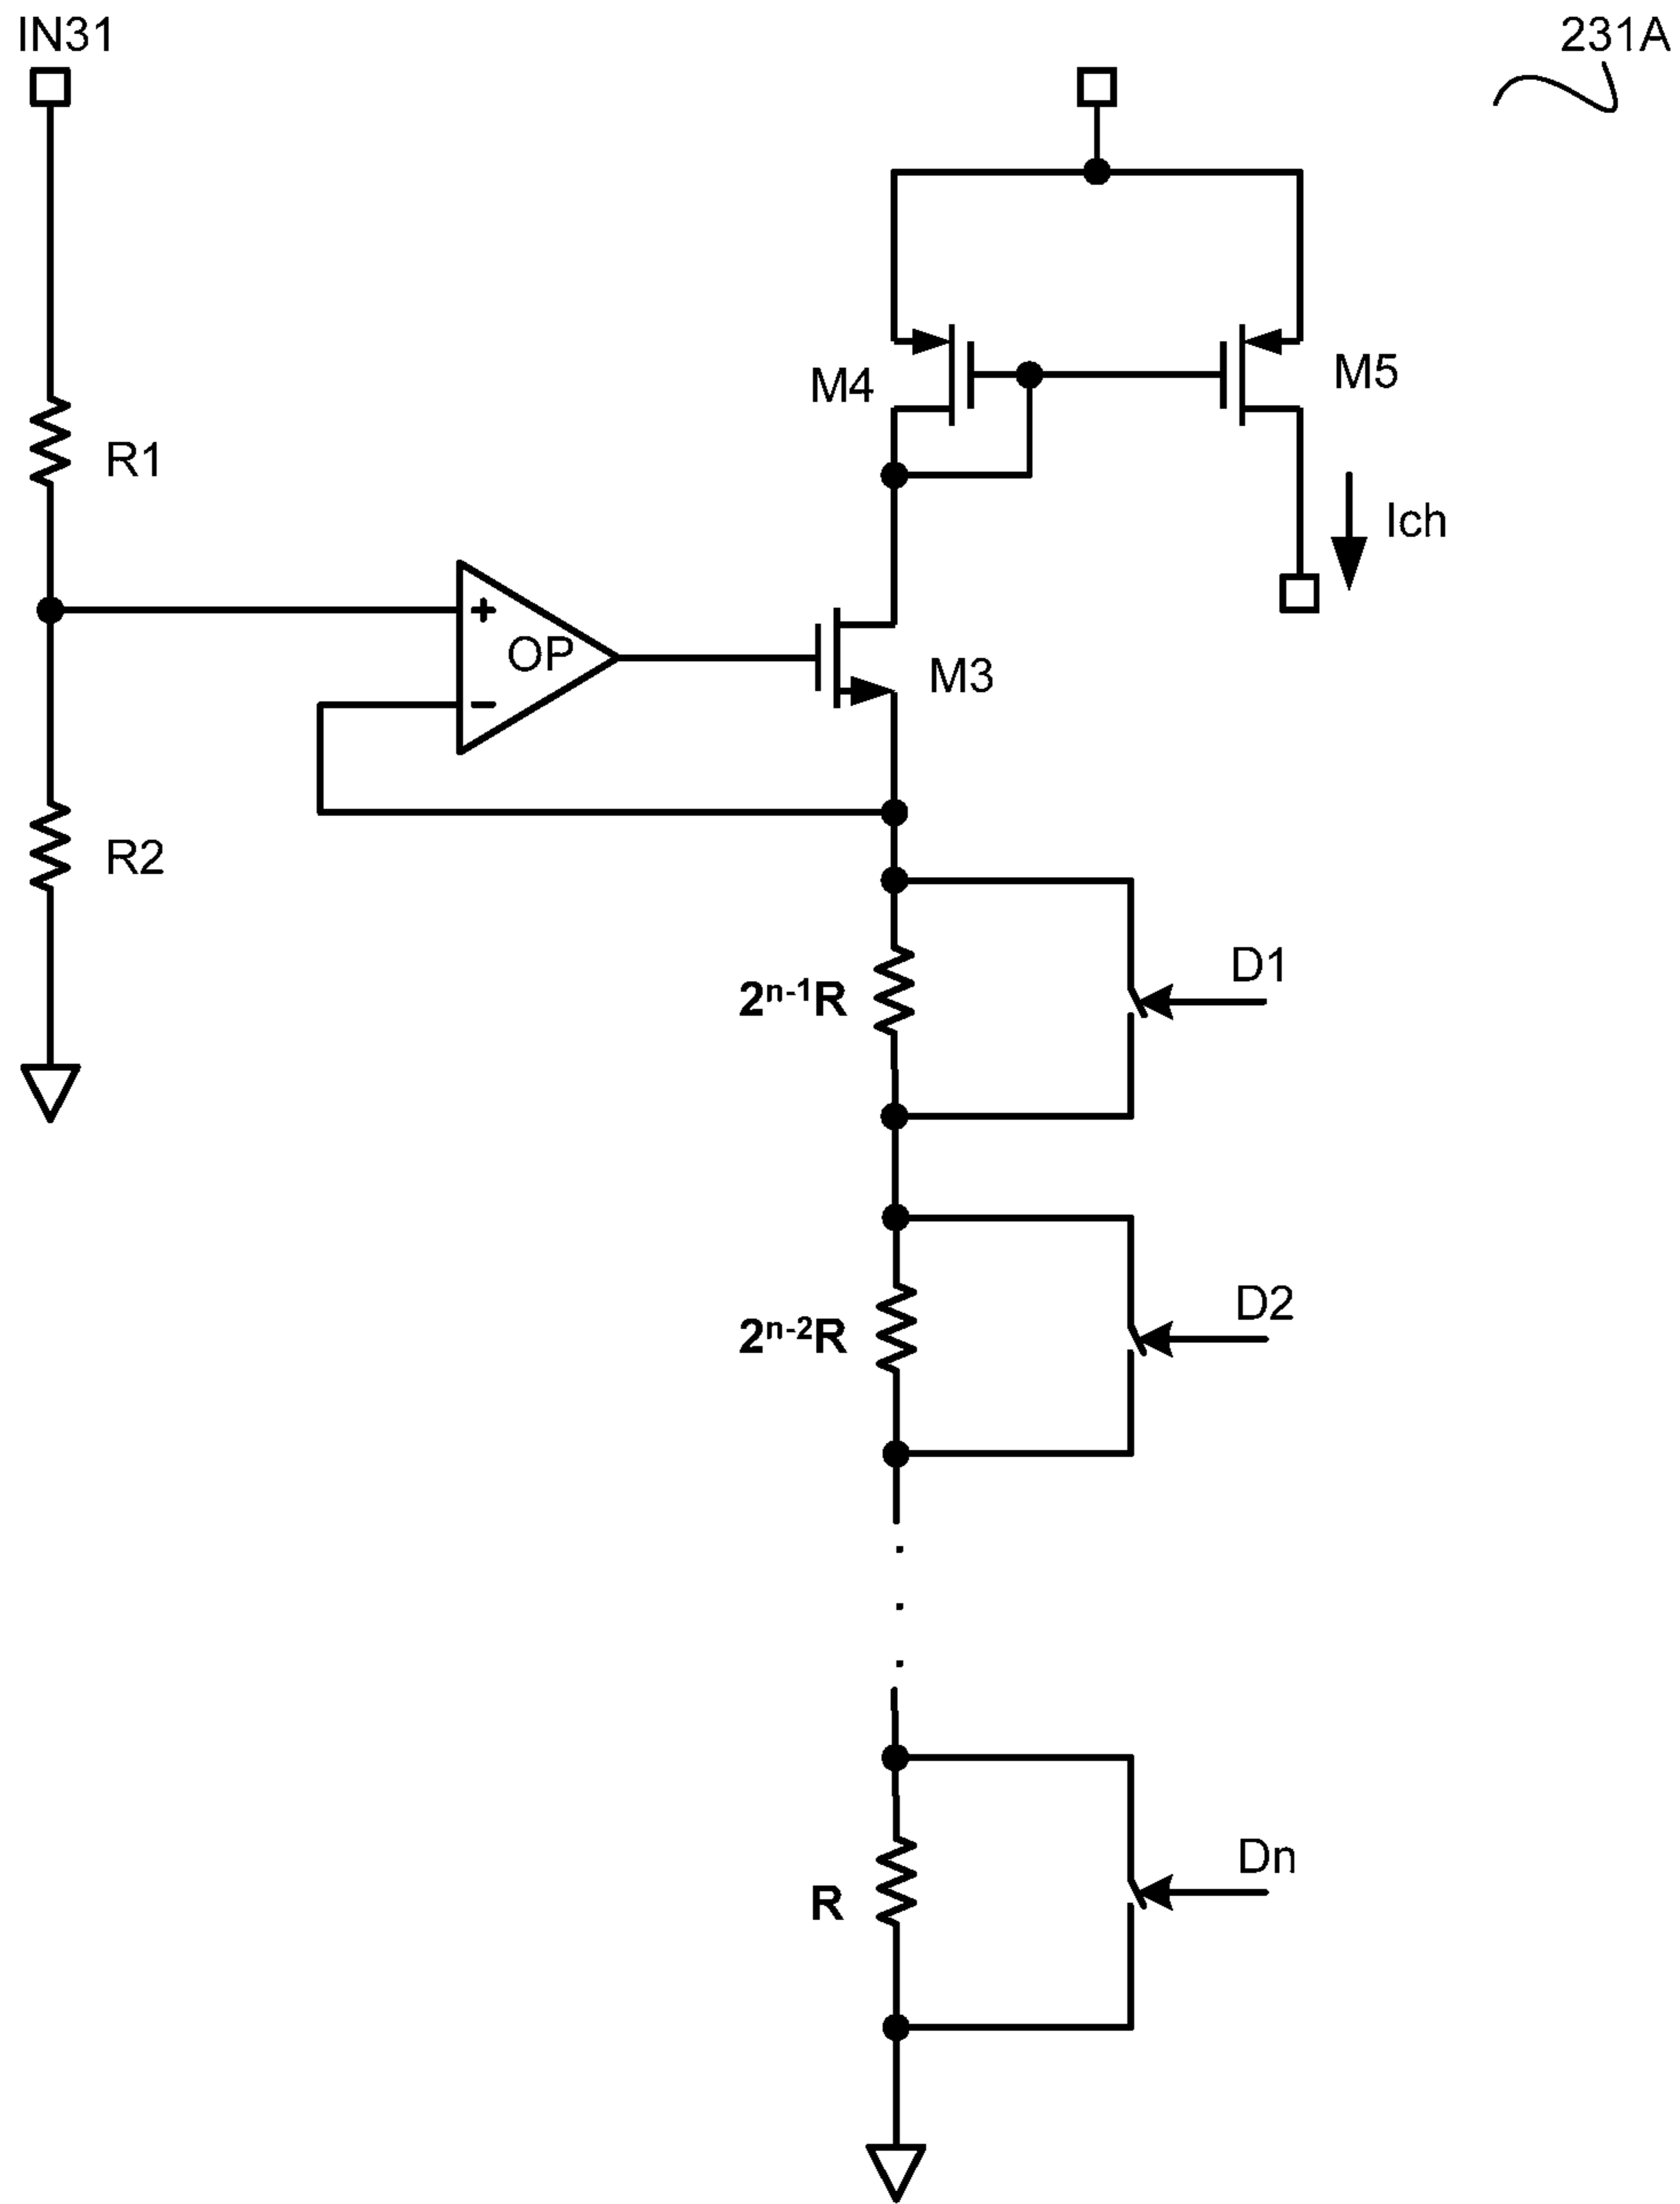 IN31
231A
R1
M4
M5
Ich
+
OP
-
M3
R2
2ⁿ⁻¹R
D1
2ⁿ⁻²R
D2
. . .
R
Dn